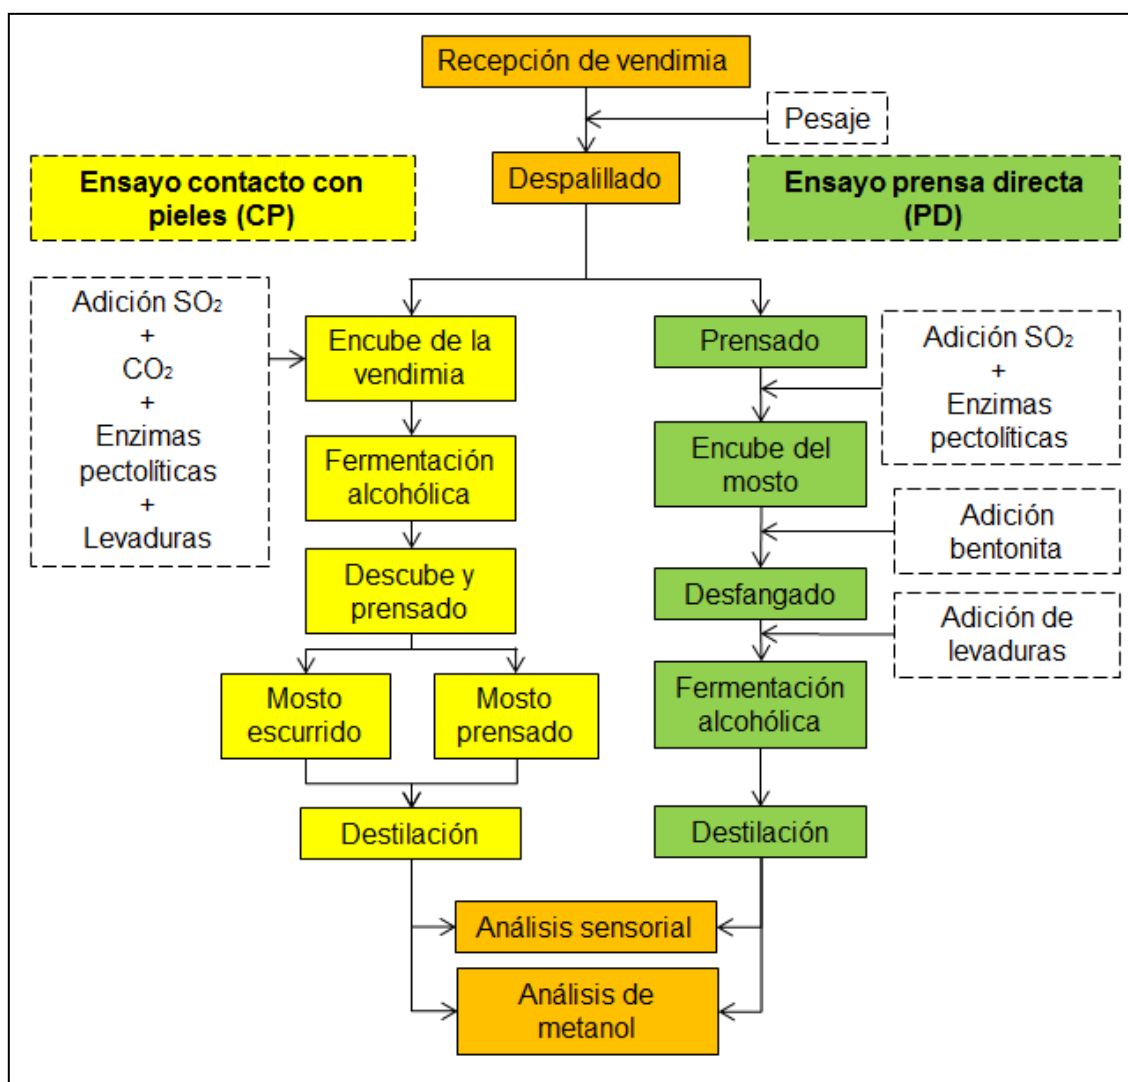 Recepción de vendimia
Pesaje
Despalillado
Ensayo contacto con
pieles (CP)
Ensayo prensa directa
(PD)
Adición SO₂
+
CO₂
+
Enzimas
pectolíticas
+
Levaduras
Encube de la
vendimia
Fermentación
alcohólica
Descube y
prensado
Mosto
escurrido
Mosto
prensado
Destilación
Prensado
Adición SO₂
+
Enzimas
pectolíticas
Encube del
mosto
Adición
bentonita
Desfangado
Adición de
levaduras
Fermentación
alcohólica
Destilación
Análisis sensorial
Análisis de
metanol